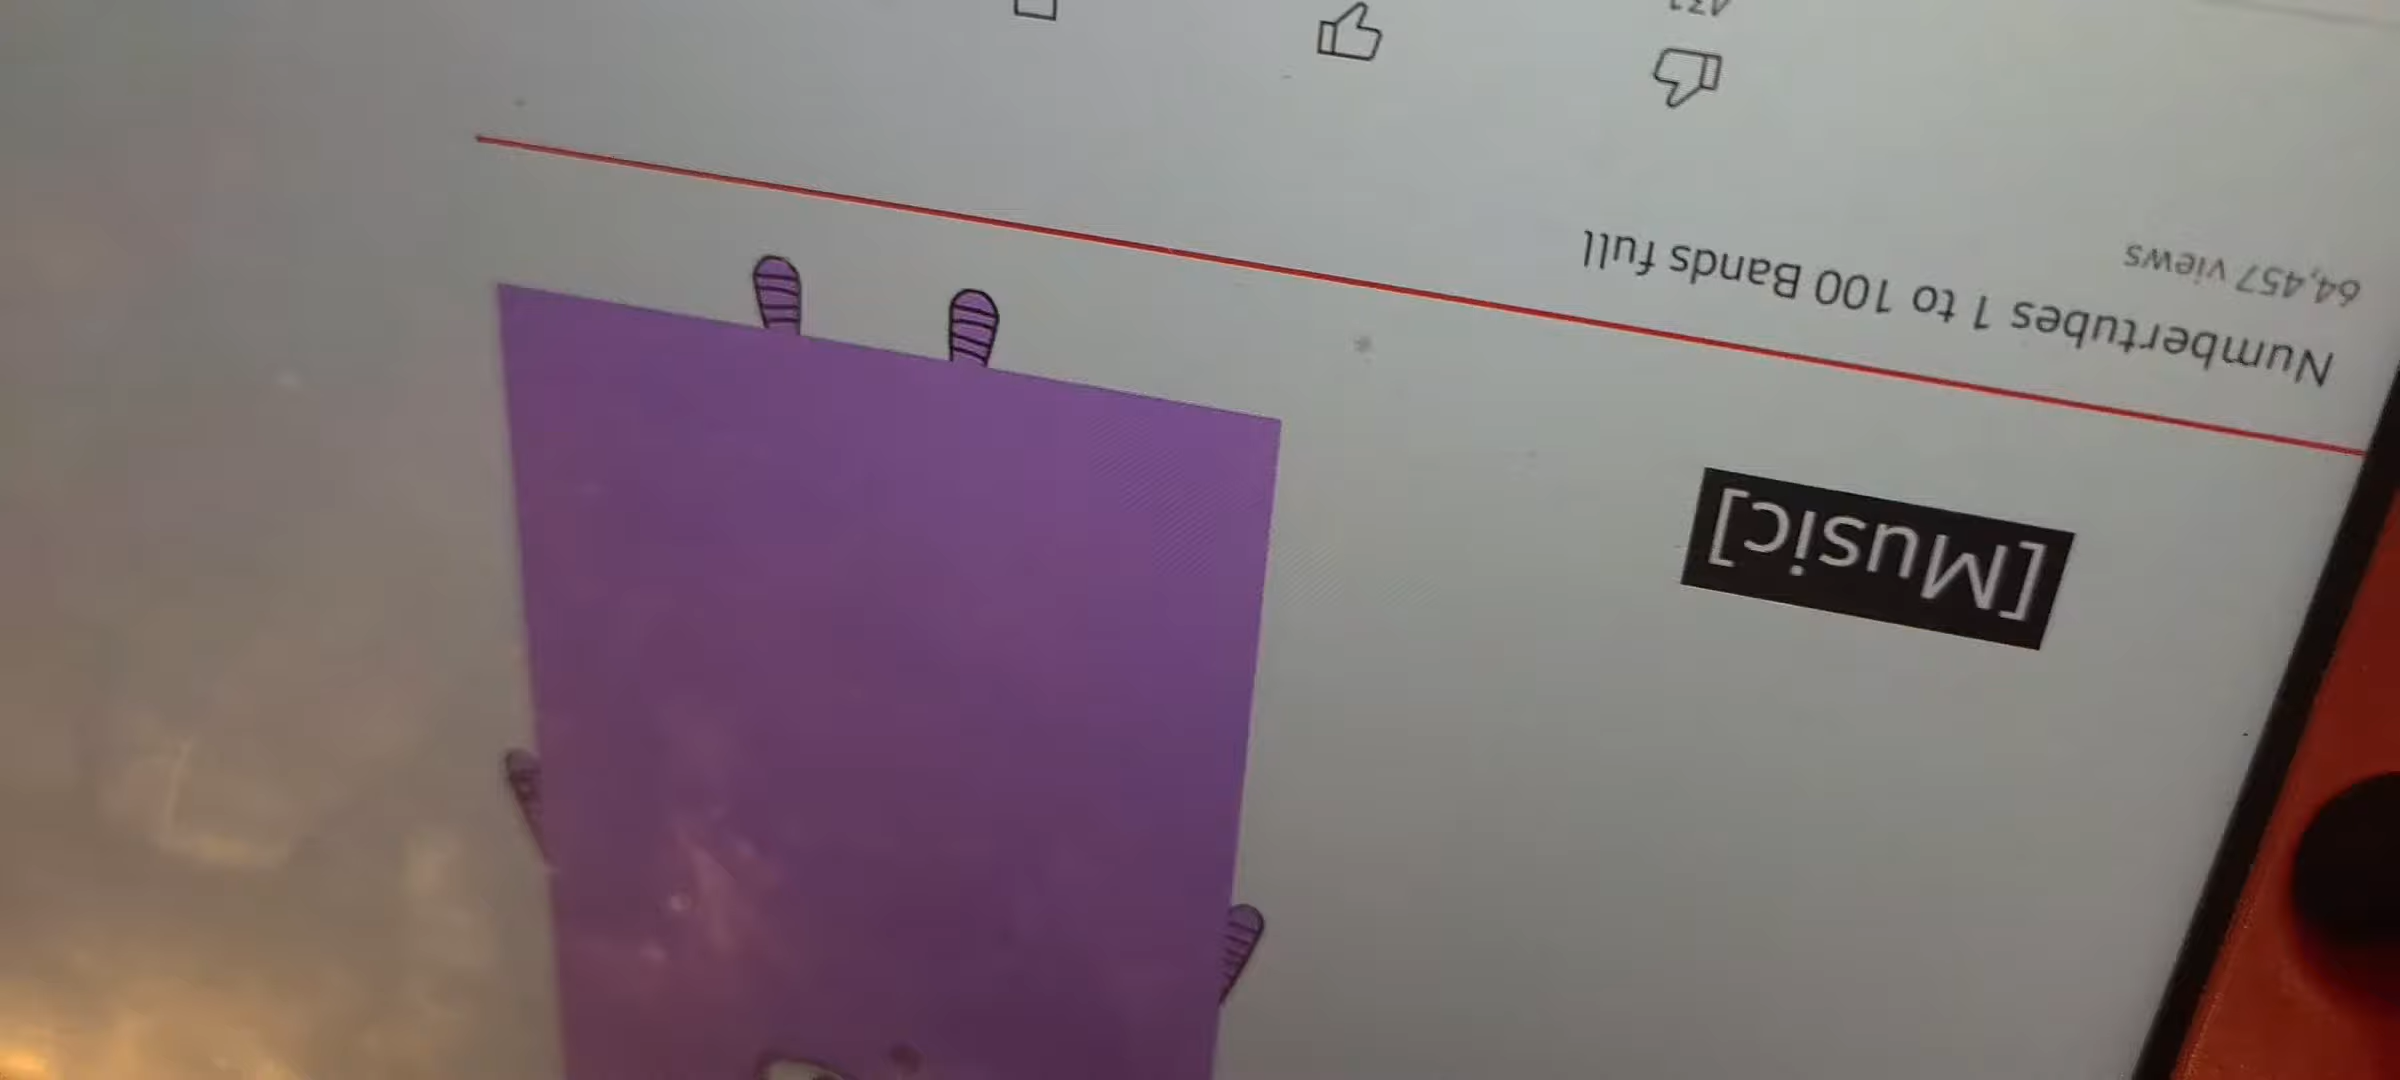 [Music]
Numbertubes 1 to 100 Bands full
64,457 views